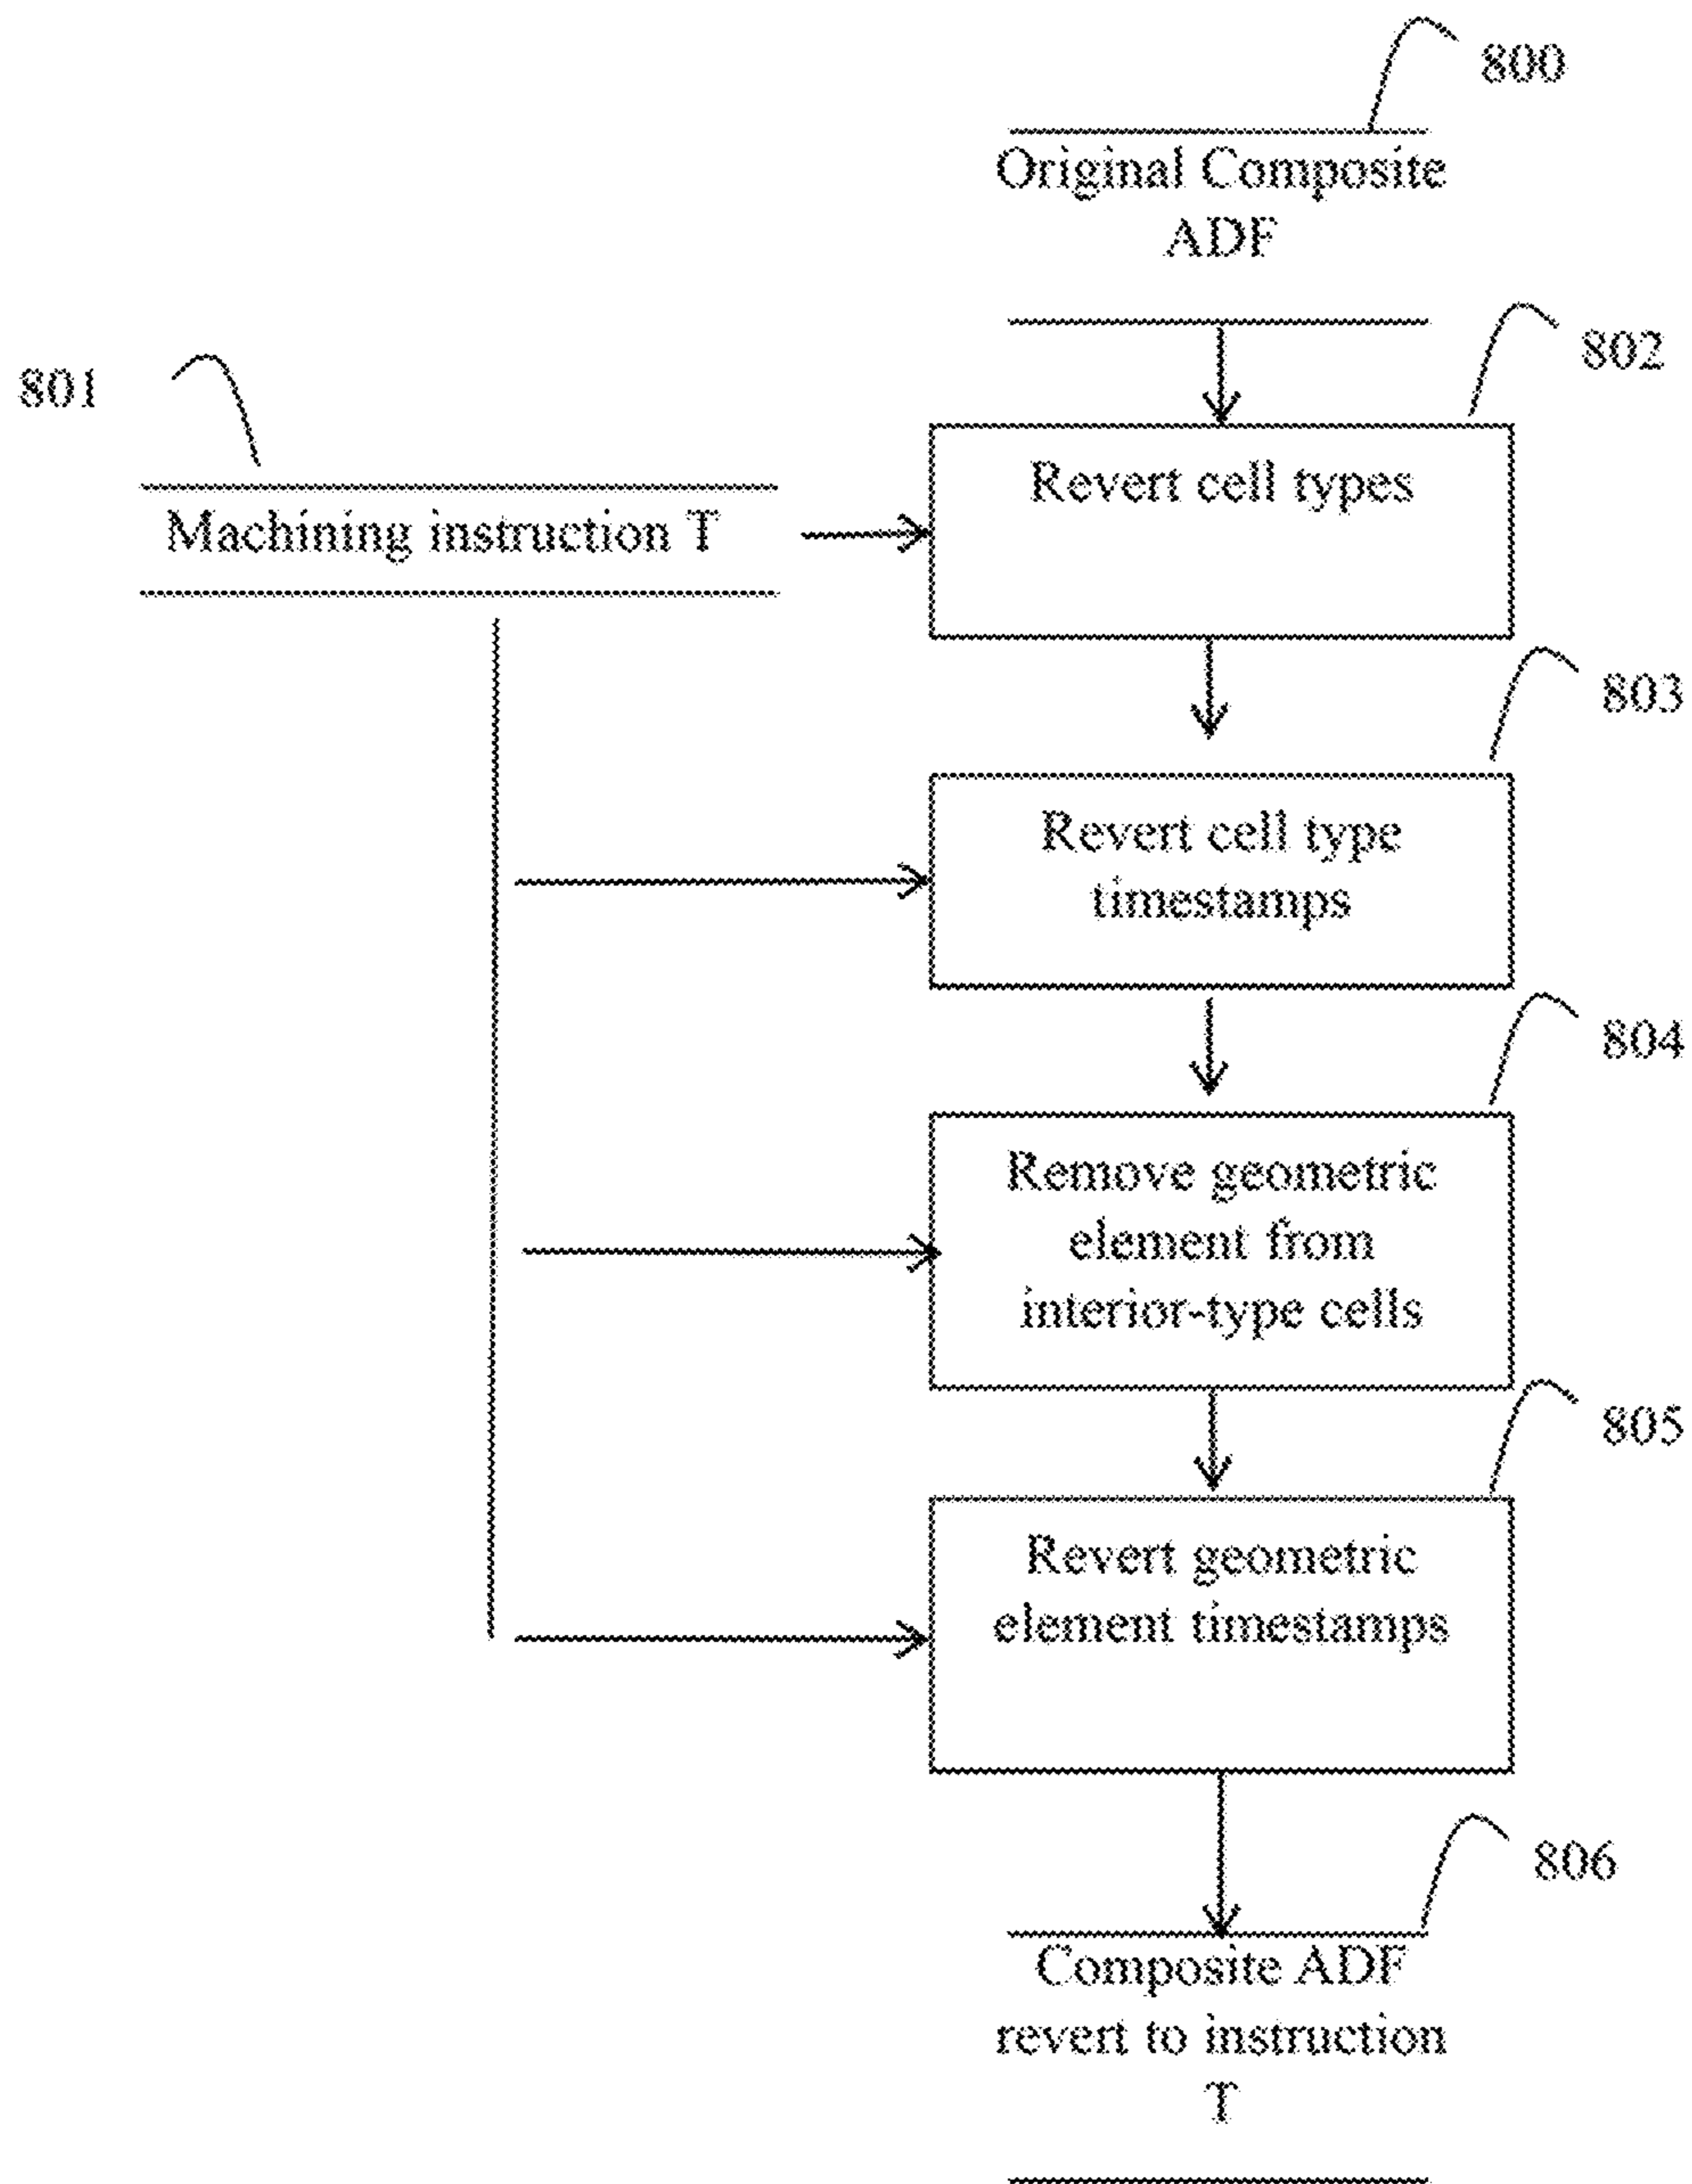 800
Original Composite
ADF
802
801
Revert cell types
Machining instruction T
803
Revert cell type
timestamps
804
Remove geometric
element from
interior-type cells
805
Revert geometric
element timestamps
806
Composite ADF
revert to instruction
T